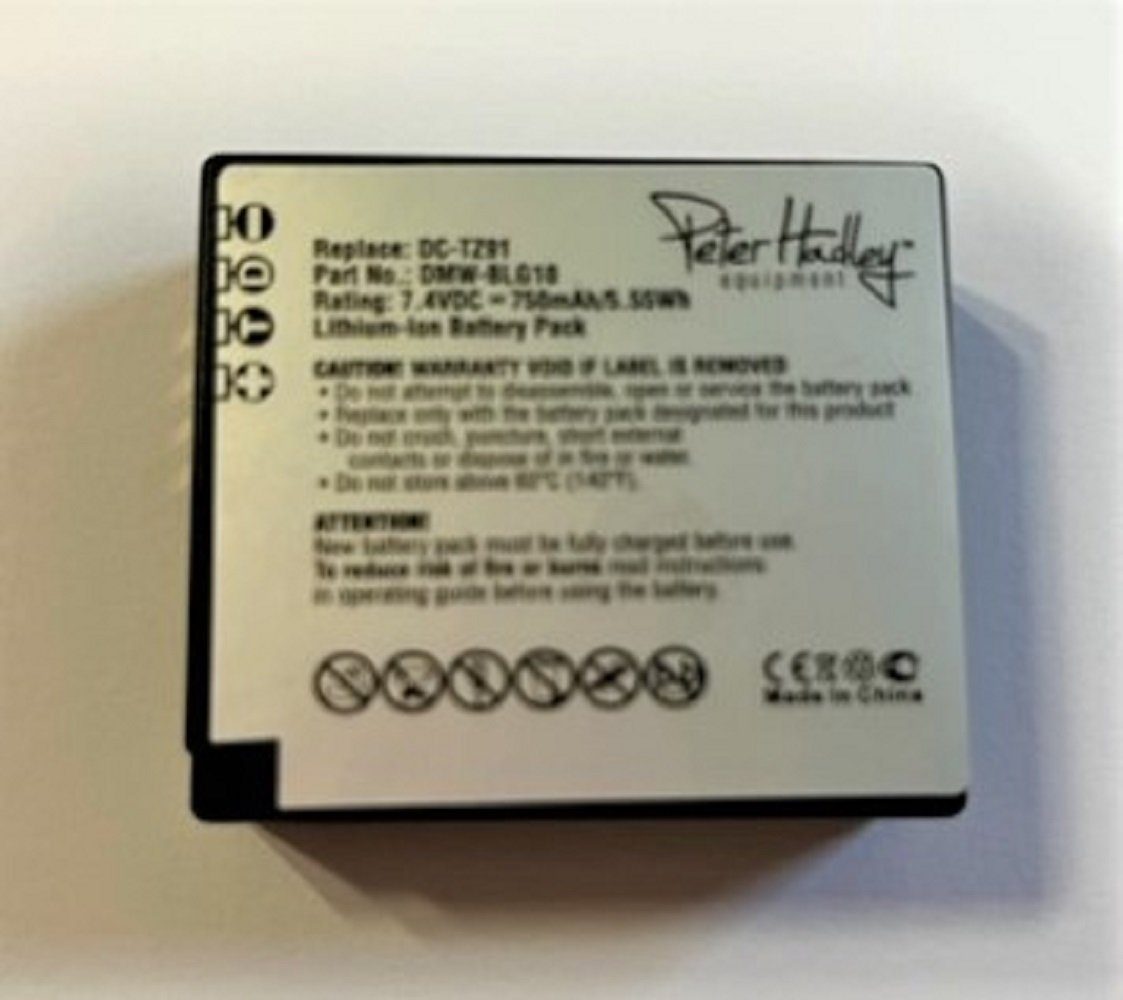 Peter Hadley™
equipment
Replace: DC-TZ91
Part No.: DMW-BLG10
Rating: 7.4VDC = 750mAh/5.55Wh
Lithium-Ion Battery Pack
CAUTION! WARRANTY VOID IF LABEL IS REMOVED
• Do not attempt to disassemble, open or service the battery pack
• Replace only with the battery pack designated for this product
• Do not crush, puncture, short external
contacts or dispose of in fire or water.
• Do not store above 60°C (140°F).
ATTENTION!
New battery pack must be fully charged before use.
To reduce risk of fire or burns read instructions
in operating guide before using the battery.
CE
Made in China
D
T